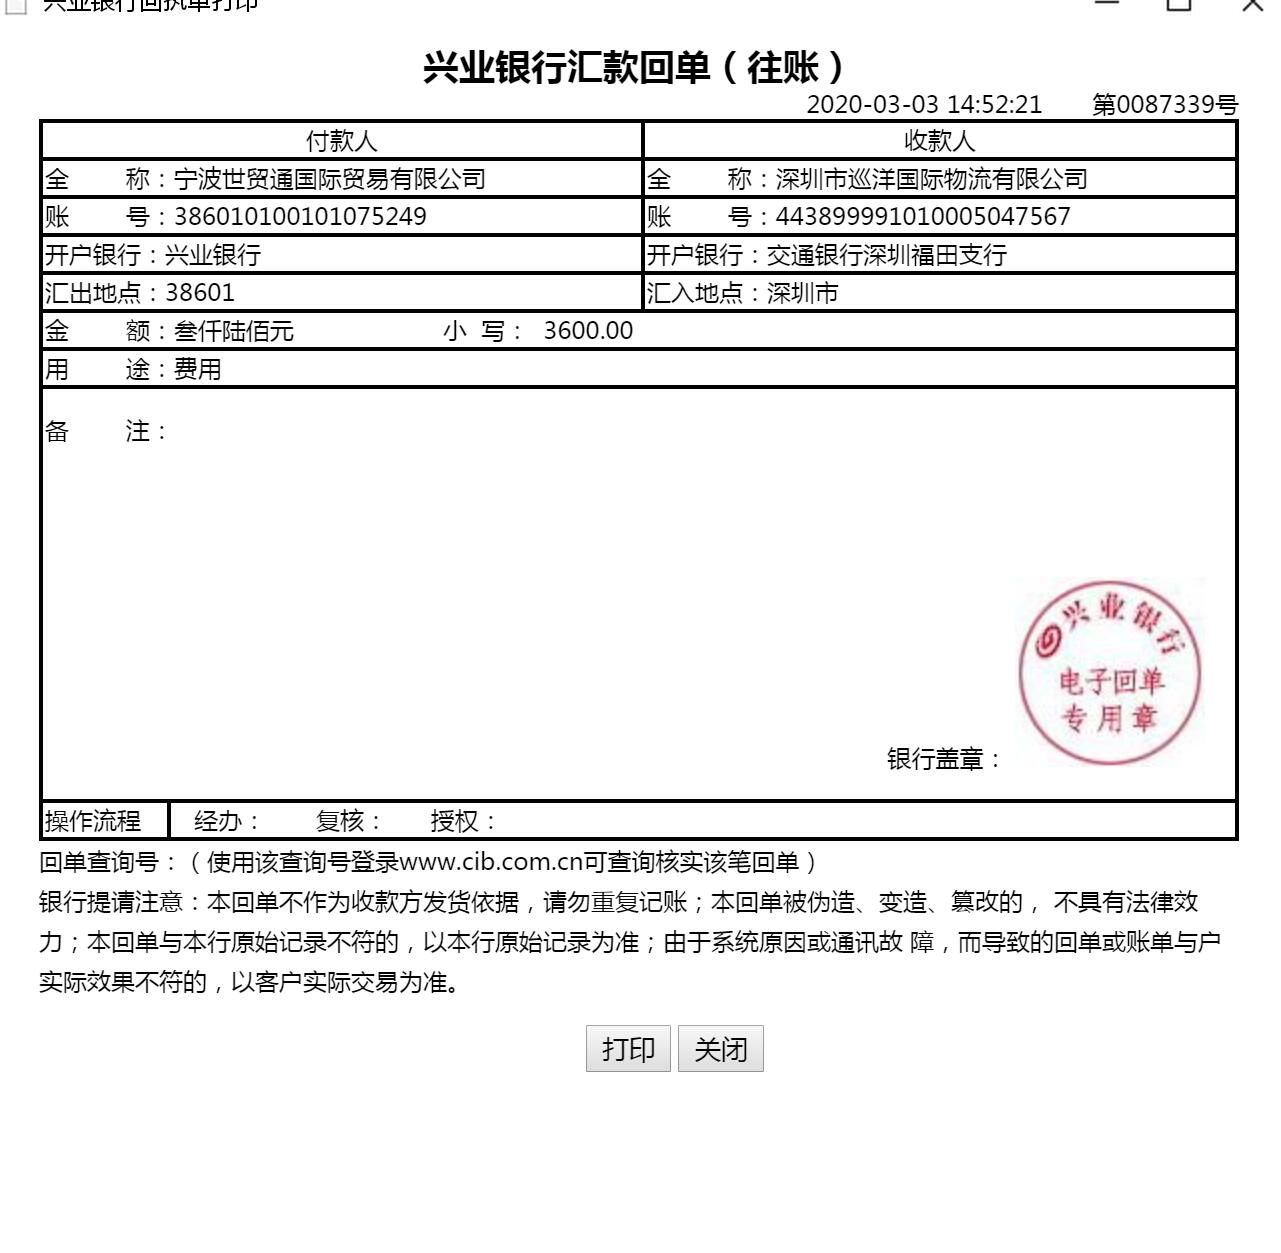 兴业银行回执单打印
兴业银行汇款回单（往账）
2020-03-03 14:52:21 第0087339号
付款人 收款人
全 称：宁波世贸通国际贸易有限公司 全 称：深圳市巡洋国际物流有限公司
账 号：386010100101075249 账 号：443899991010005047567
开户银行：兴业银行 开户银行：交通银行深圳福田支行
汇出地点：38601 汇入地点：深圳市
金 额：叁仟陆佰元 小 写： 3600.00
用 途：费用
备 注：
兴业银行
电子回单
专用章
银行盖章：
操作流程 经办： 复核： 授权：
回单查询号：（使用该查询号登录www.cib.com.cn可查询核实该笔回单）
银行提请注意：本回单不作为收款方发货依据，请勿重复记账；本回单被伪造、变造、篡改的， 不具有法律效
力；本回单与本行原始记录不符的，以本行原始记录为准；由于系统原因或通讯故 障，而导致的回单或账单与户
实际效果不符的，以客户实际交易为准。
打印 关闭